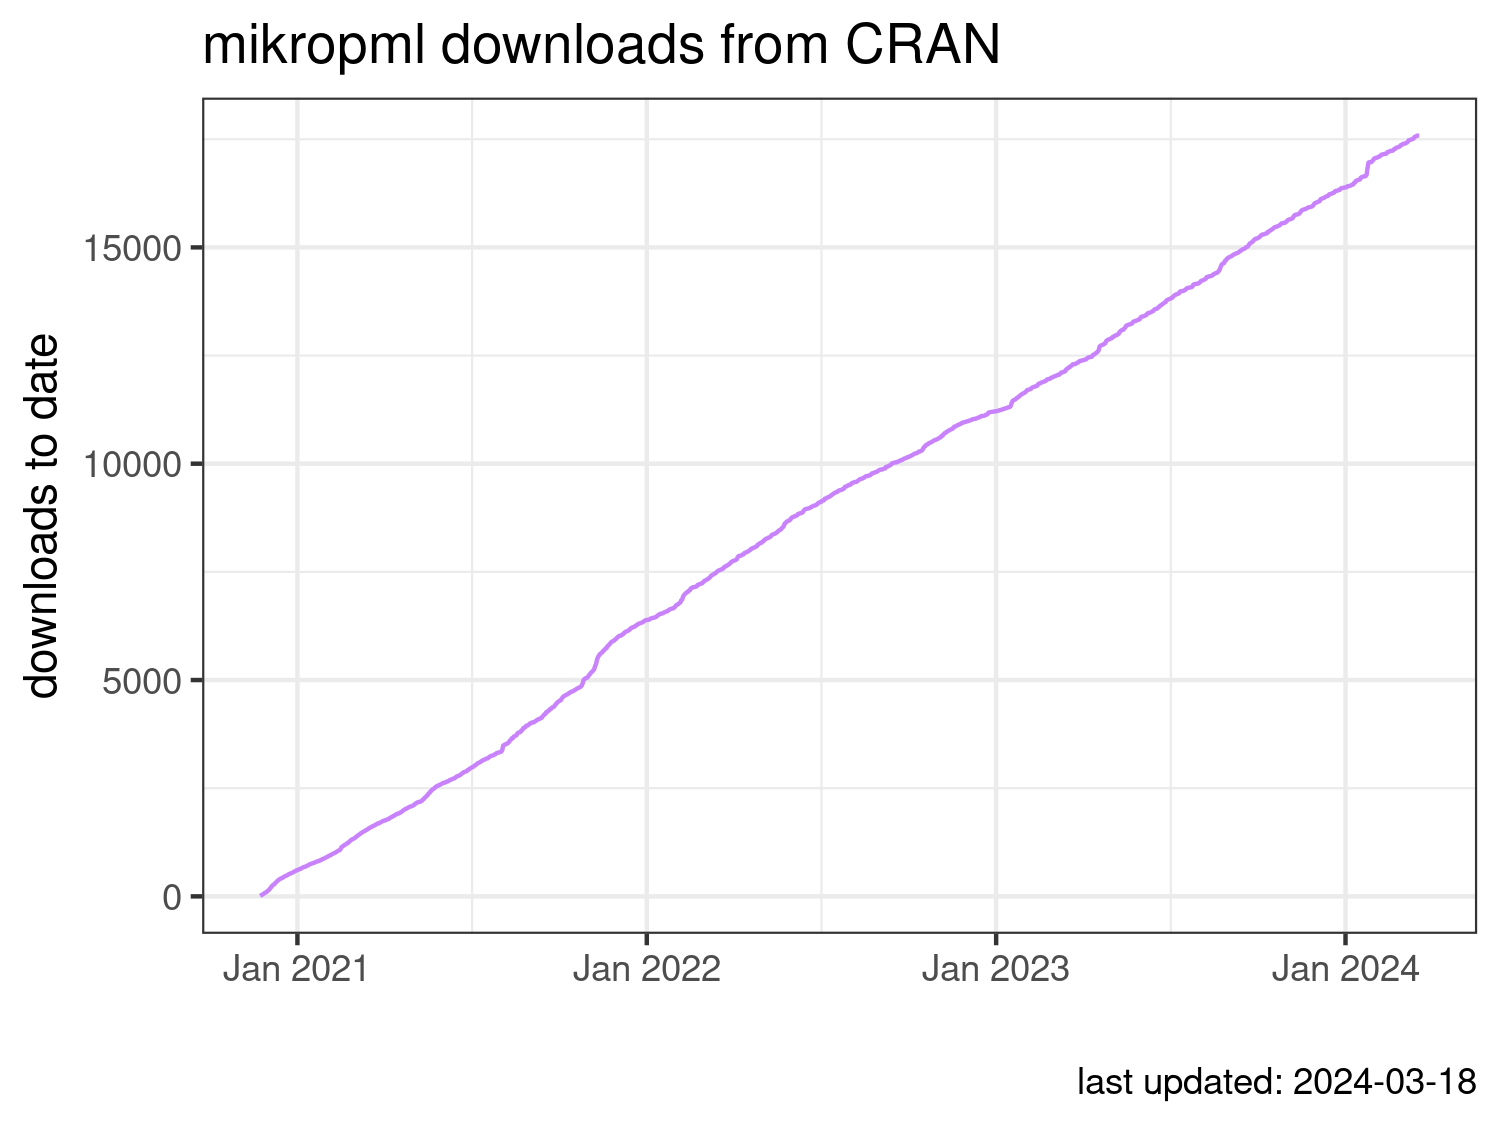 mikropml downloads from CRAN
downloads to date
15000
10000
5000
0
Jan 2021 Jan 2022 Jan 2023 Jan 2024
last updated: 2024-03-18